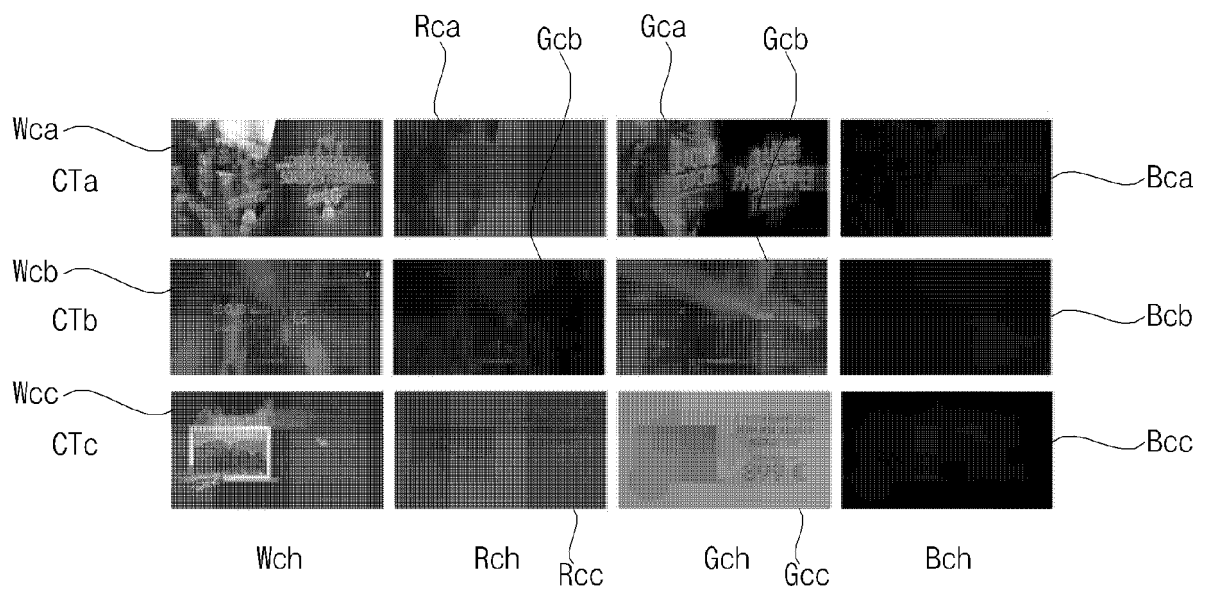 Rca Gcb Gca Gcb
Wca
CTa
Bca
Wcb
CTb
Bcb
Wcc
CTc
Bcc
Wch Rch Gch Bch
Rcc Gcc